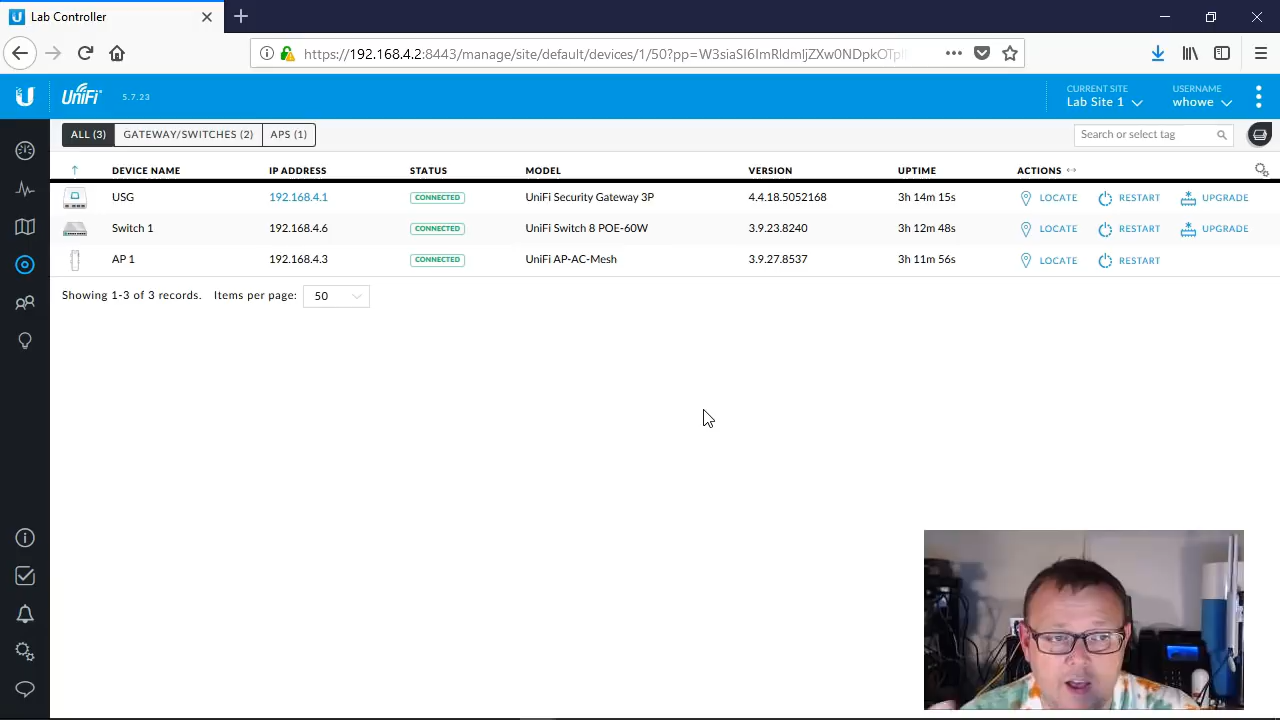 Lab Controller
https://192.168.4.2:8443/manage/site/default/devices/1/50?pp=
UniFi 5.7.23
CURRENT SITE USERNAME
Lab Site 1 whowe
ALL (3) GATEWAY/SWITCHES (2) APS (1) Search or select tag
DEVICE NAME IP ADDRESS STATUS MODEL VERSION UPTIME ACTIONS
USG 192.168.4.1 CONNECTED UniFi Security Gateway 3P 4.4.18.5052168 3h 14m 15s LOCATE RESTART UPGRADE
Switch 1 192.168.4.6 CONNECTED UniFi Switch 8 POE-60W 3.9.23.8240 3h 12m 48s LOCATE RESTART UPGRADE
AP 1 192.168.4.3 CONNECTED UniFi AP-AC-Mesh 3.9.27.8537 3h 11m 56s LOCATE RESTART
Showing 1-3 of 3 records. Items per page: 50